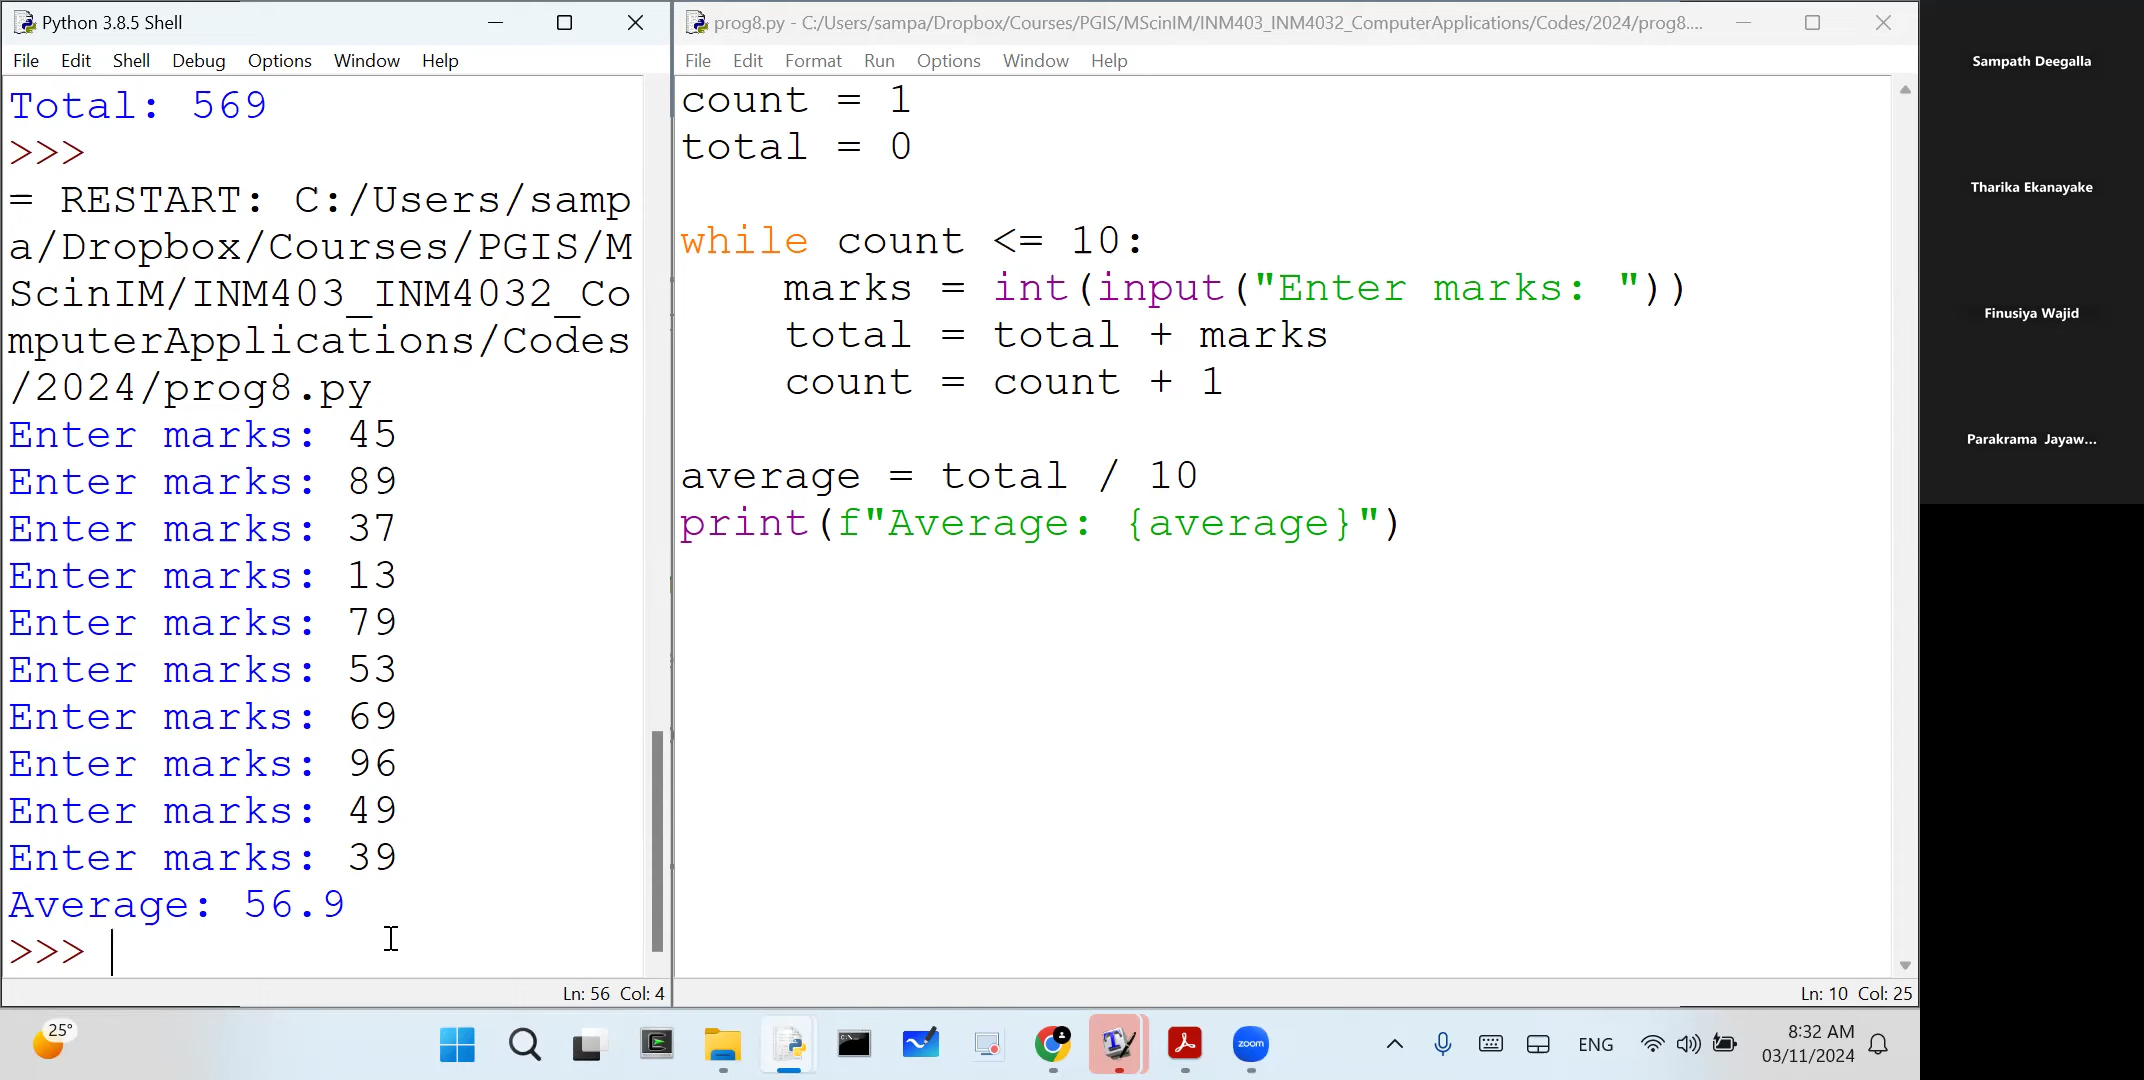 Python 3.8.5 Shell
File Edit Shell Debug Options Window Help
Total: 569
>>>
= RESTART: C:/Users/samp
a/Dropbox/Courses/PGIS/M
ScinIM/INM403_INM4032_Co
mputerApplications/Codes
/2024/prog8.py
Enter marks: 45
Enter marks: 89
Enter marks: 37
Enter marks: 13
Enter marks: 79
Enter marks: 53
Enter marks: 69
Enter marks: 96
Enter marks: 49
Enter marks: 39
Average: 56.9
>>>
Ln: 56 Col: 4
prog8.py - C:/Users/sampa/Dropbox/Courses/PGIS/MScinIM/INM403_INM4032_ComputerApplications/Codes/2024/prog8....
File Edit Format Run Options Window Help
count = 1
total = 0
while count <= 10:
    marks = int(input("Enter marks: "))
    total = total + marks
    count = count + 1
average = total / 10
print(f"Average: {average}")
Ln: 10 Col: 25
Sampath Deegalla
Tharika Ekanayake
Finusiya Wajid
Parakrama Jayaw...
25°
zoom
ENG
8:32 AM
03/11/2024